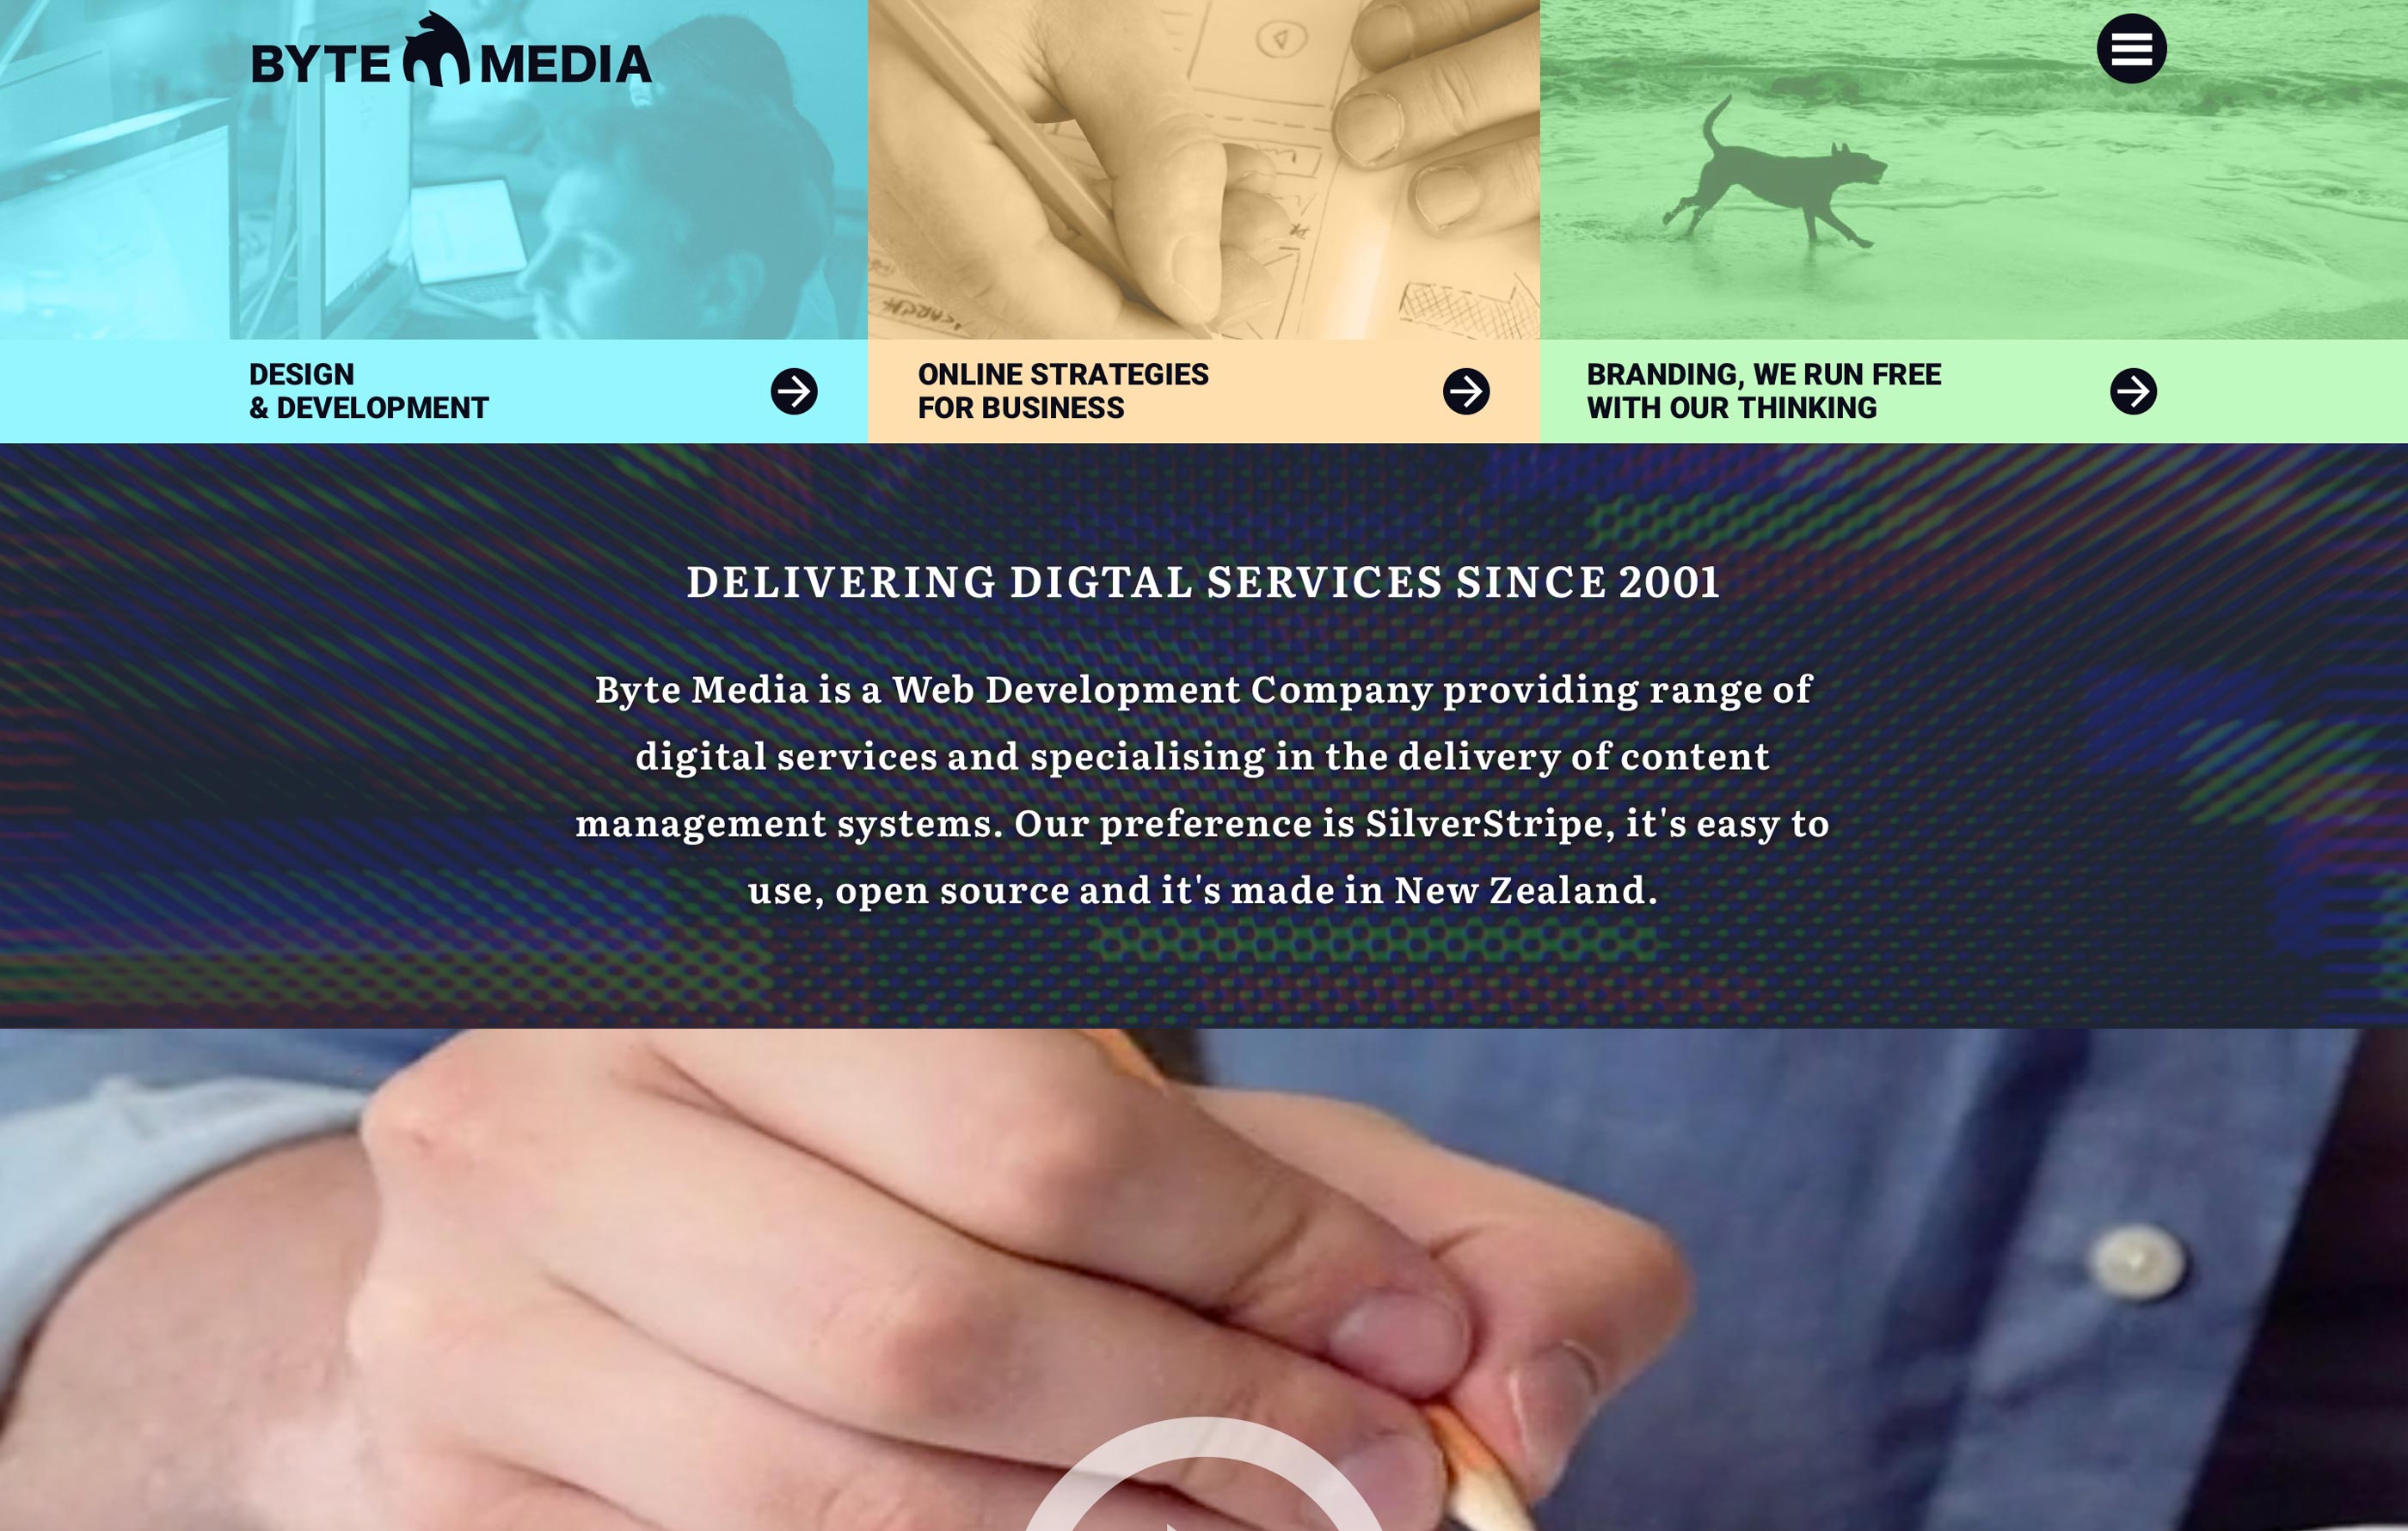 BYTE MEDIA
DESIGN
& DEVELOPMENT
ONLINE STRATEGIES
FOR BUSINESS
BRANDING, WE RUN FREE
WITH OUR THINKING
DELIVERING DIGTAL SERVICES SINCE 2001
Byte Media is a Web Development Company providing range of
digital services and specialising in the delivery of content
management systems. Our preference is SilverStripe, it's easy to
use, open source and it's made in New Zealand.